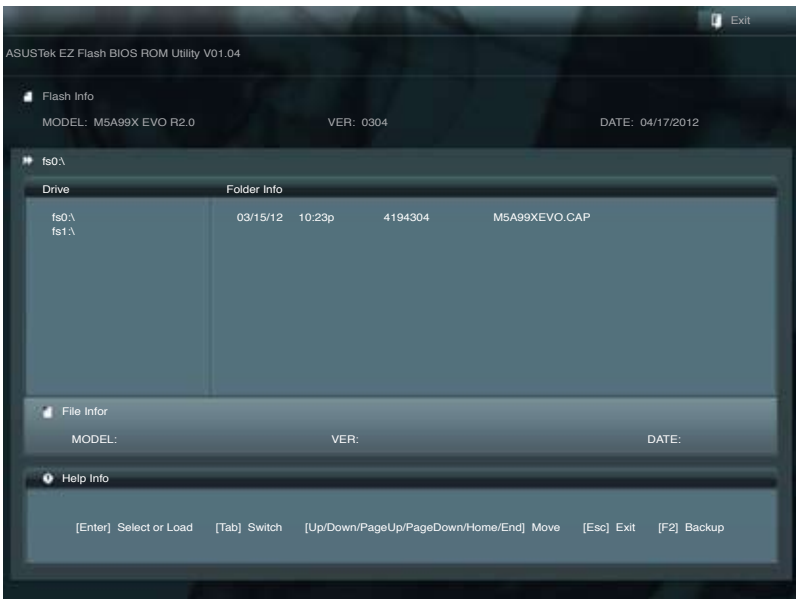 Exit
ASUSTek EZ Flash BIOS ROM Utility V01.04
Flash Info
MODEL: M5A99X EVO R2.0 VER: 0304 DATE: 04/17/2012
fs0:\
Drive Folder Info
fs0:\ 03/15/12 10:23p 4194304 M5A99XEVO.CAP
fs1:\
File Infor
MODEL: VER: DATE:
Help Info
[Enter] Select or Load [Tab] Switch [Up/Down/PageUp/PageDown/Home/End] Move [Esc] Exit [F2] Backup